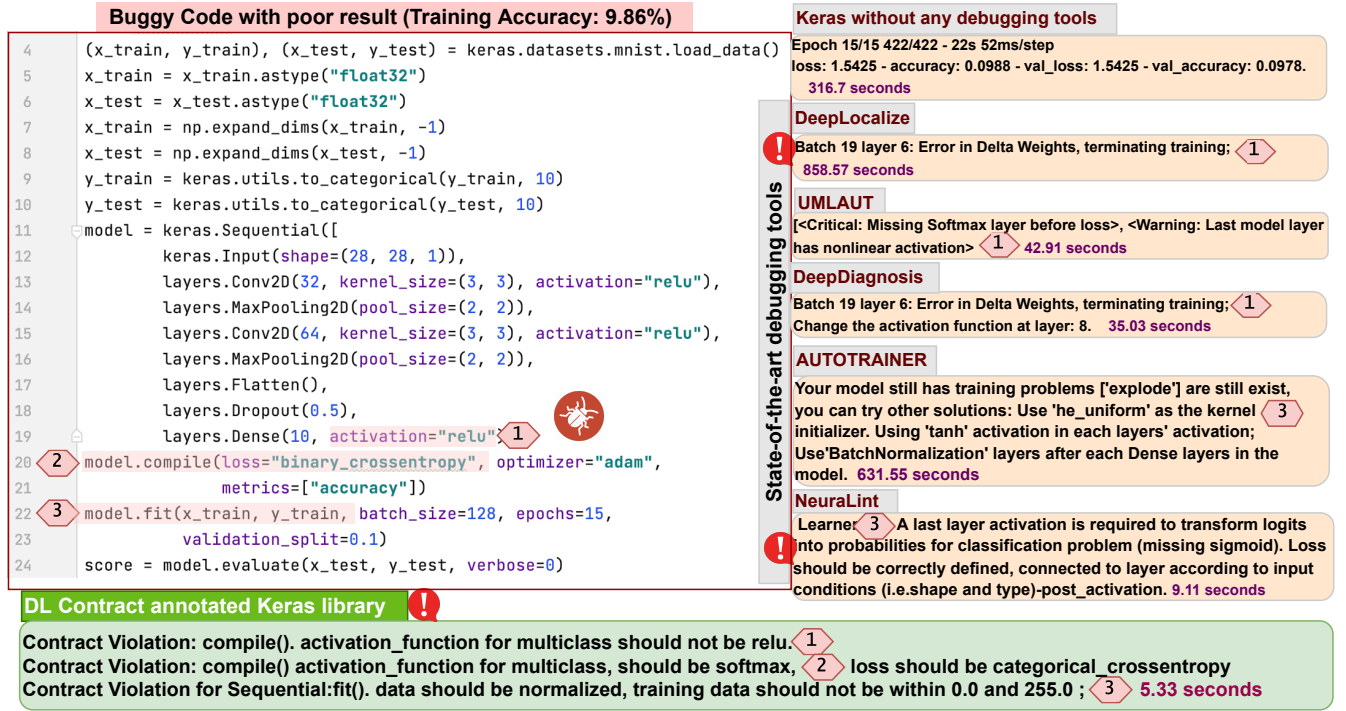 Buggy Code with poor result (Training Accuracy: 9.86%)
4 (x_train, y_train), (x_test, y_test) = keras.datasets.mnist.load_data()
5 x_train = x_train.astype("float32")
6 x_test = x_test.astype("float32")
7 x_train = np.expand_dims(x_train, -1)
8 x_test = np.expand_dims(x_test, -1)
9 y_train = keras.utils.to_categorical(y_train, 10)
10 y_test = keras.utils.to_categorical(y_test, 10)
11 model = keras.Sequential([
12 keras.Input(shape=(28, 28, 1)),
13 layers.Conv2D(32, kernel_size=(3, 3), activation="relu"),
14 layers.MaxPooling2D(pool_size=(2, 2)),
15 layers.Conv2D(64, kernel_size=(3, 3), activation="relu"),
16 layers.MaxPooling2D(pool_size=(2, 2)),
17 layers.Flatten(),
18 layers.Dropout(0.5),
19 layers.Dense(10, activation="relu" 1
20 2 model.compile(loss="binary_crossentropy", optimizer="adam",
21 metrics=["accuracy"])
22 3 model.fit(x_train, y_train, batch_size=128, epochs=15,
23 validation_split=0.1)
24 score = model.evaluate(x_test, y_test, verbose=0)
State-of-the-art debugging tools
Keras without any debugging tools
Epoch 15/15 422/422 - 22s 52ms/step
loss: 1.5425 - accuracy: 0.0988 - val_loss: 1.5425 - val_accuracy: 0.0978.
316.7 seconds
DeepLocalize
! Batch 19 layer 6: Error in Delta Weights, terminating training; 1
858.57 seconds
UMLAUT
[<Critical: Missing Softmax layer before loss>, <Warning: Last model layer
has nonlinear activation> 1 42.91 seconds
DeepDiagnosis
Batch 19 layer 6: Error in Delta Weights, terminating training; 1
Change the activation function at layer: 8. 35.03 seconds
AUTOTRAINER
Your model still has training problems ['explode'] are still exist,
you can try other solutions: Use 'he_uniform' as the kernel 3
initializer. Using 'tanh' activation in each layers' activation;
Use'BatchNormalization' layers after each Dense layers in the
model. 631.55 seconds
NeuraLint
Learner 3 A last layer activation is required to transform logits
! into probabilities for classification problem (missing sigmoid). Loss
should be correctly defined, connected to layer according to input
conditions (i.e.shape and type)-post_activation. 9.11 seconds
DL Contract annotated Keras library !
Contract Violation: compile(). activation_function for multiclass should not be relu. 1
Contract Violation: compile() activation_function for multiclass, should be softmax, 2 loss should be categorical_crossentropy
Contract Violation for Sequential:fit(). data should be normalized, training data should not be within 0.0 and 255.0 ; 3 5.33 seconds